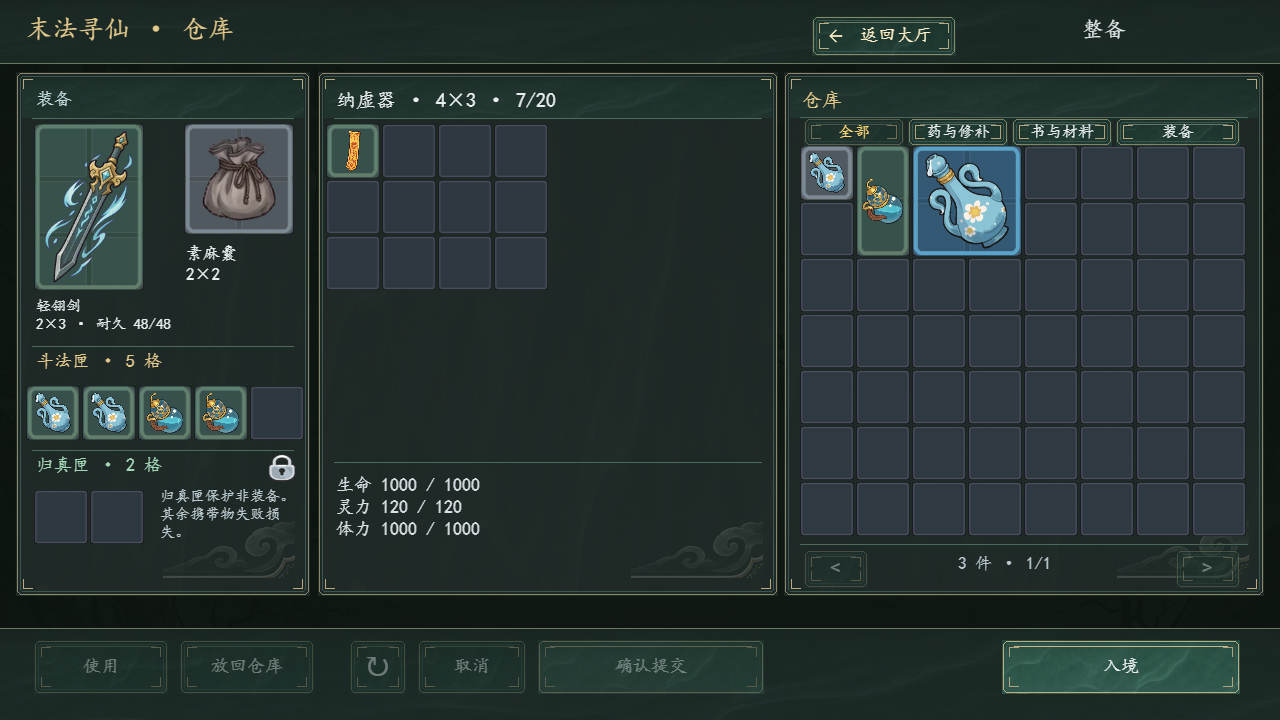 末法寻仙 • 仓库
← 返回大厅
整备
装备
素麻囊
2×2
轻翎剑
2×3 • 耐久 48/48
斗法匣 • 5 格
归真匣 • 2 格
归真匣保护非装备。
其余携带物失败损
失。
纳虚器 • 4×3 • 7/20
生命 1000 / 1000
灵力 120 / 120
体力 1000 / 1000
仓库
全部 药与修补 书与材料 装备
< 3 件 • 1/1 >
使用 放回仓库 ↻ 取消 确认提交 入境